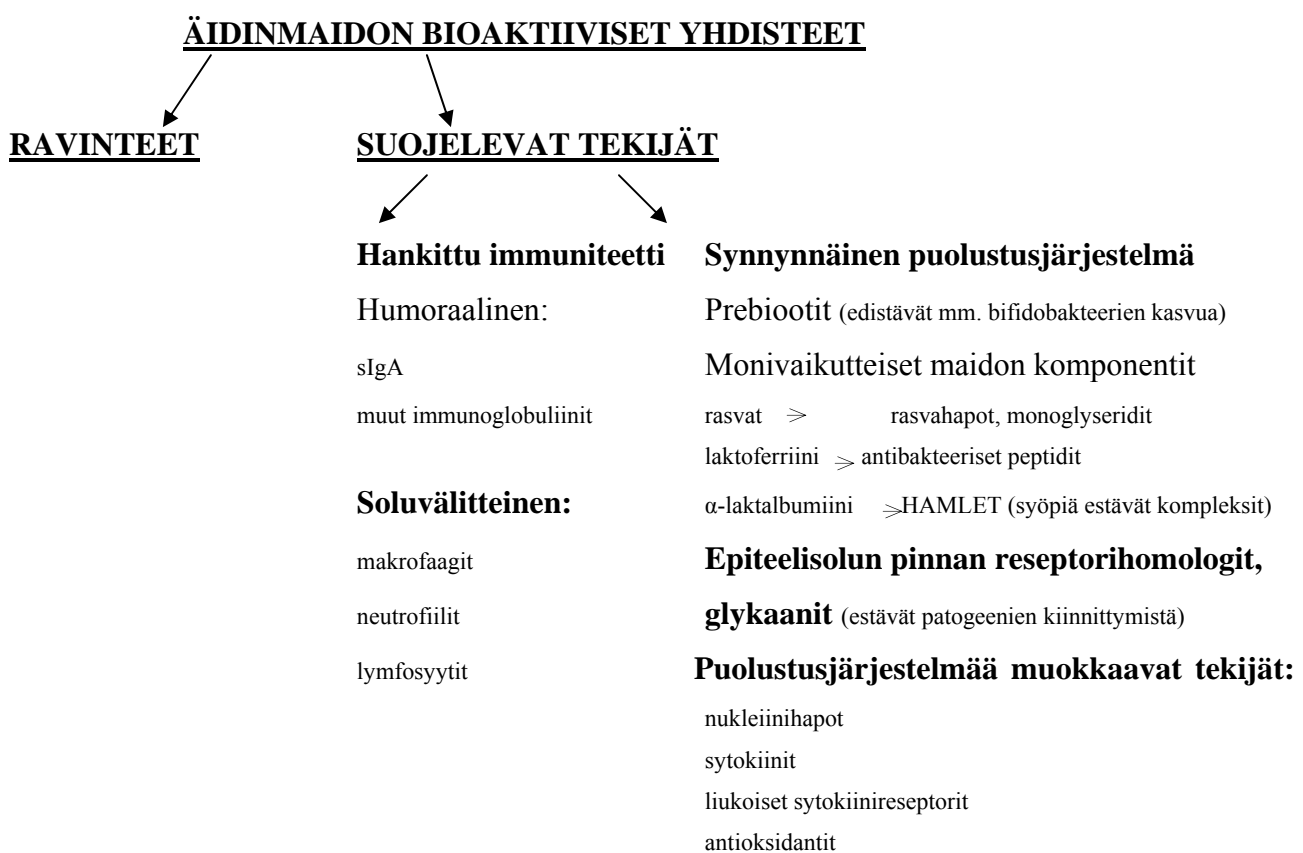 ÄIDINMAIDON BIOAKTIIVISET YHDISTEET
RAVINTEET SUOJELEVAT TEKIJÄT
Hankittu immuniteetti Synnynnäinen puolustusjärjestelmä
Humoraalinen: Prebiootit (edistävät mm. bifidobakteerien kasvua)
sIgA Monivaikutteiset maidon komponentit
muut immunoglobuliinit rasvat rasvahapot, monoglyseridit
laktoferriini antibakteeriset peptidit
Soluvälitteinen: α-laktalbumiini HAMLET (syöpiä estävät kompleksit)
makrofaagit Epiteelisolun pinnan reseptorihomologit,
neutrofiilit glykaanit (estävät patogeenien kiinnittymistä)
lymfosyytit Puolustusjärjestelmää muokkaavat tekijät:
nukleiinihapot
sytokiinit
liukoiset sytokiinireseptorit
antioksidantit